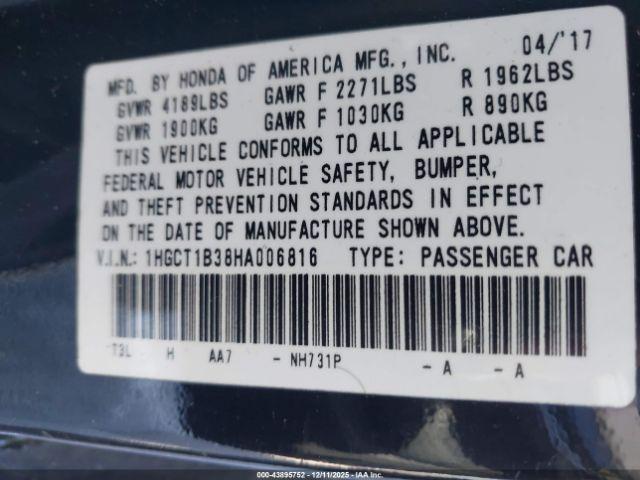 MFD. BY HONDA OF AMERICA MFG., INC. 04/'17
GVWR 4189LBS GAWR F 2271LBS R 1962LBS
GVWR 1900KG GAWR F 1030KG R 890KG
THIS VEHICLE CONFORMS TO ALL APPLICABLE
FEDERAL MOTOR VEHICLE SAFETY, BUMPER,
AND THEFT PREVENTION STANDARDS IN EFFECT
ON THE DATE OF MANUFACTURE SHOWN ABOVE.
V.I.N.: 1HGCT1B38HA006816 TYPE: PASSENGER CAR
T3L H AA7 - NH731P - A - A
© 43895752 - 12/11/2025 - IAA Inc.